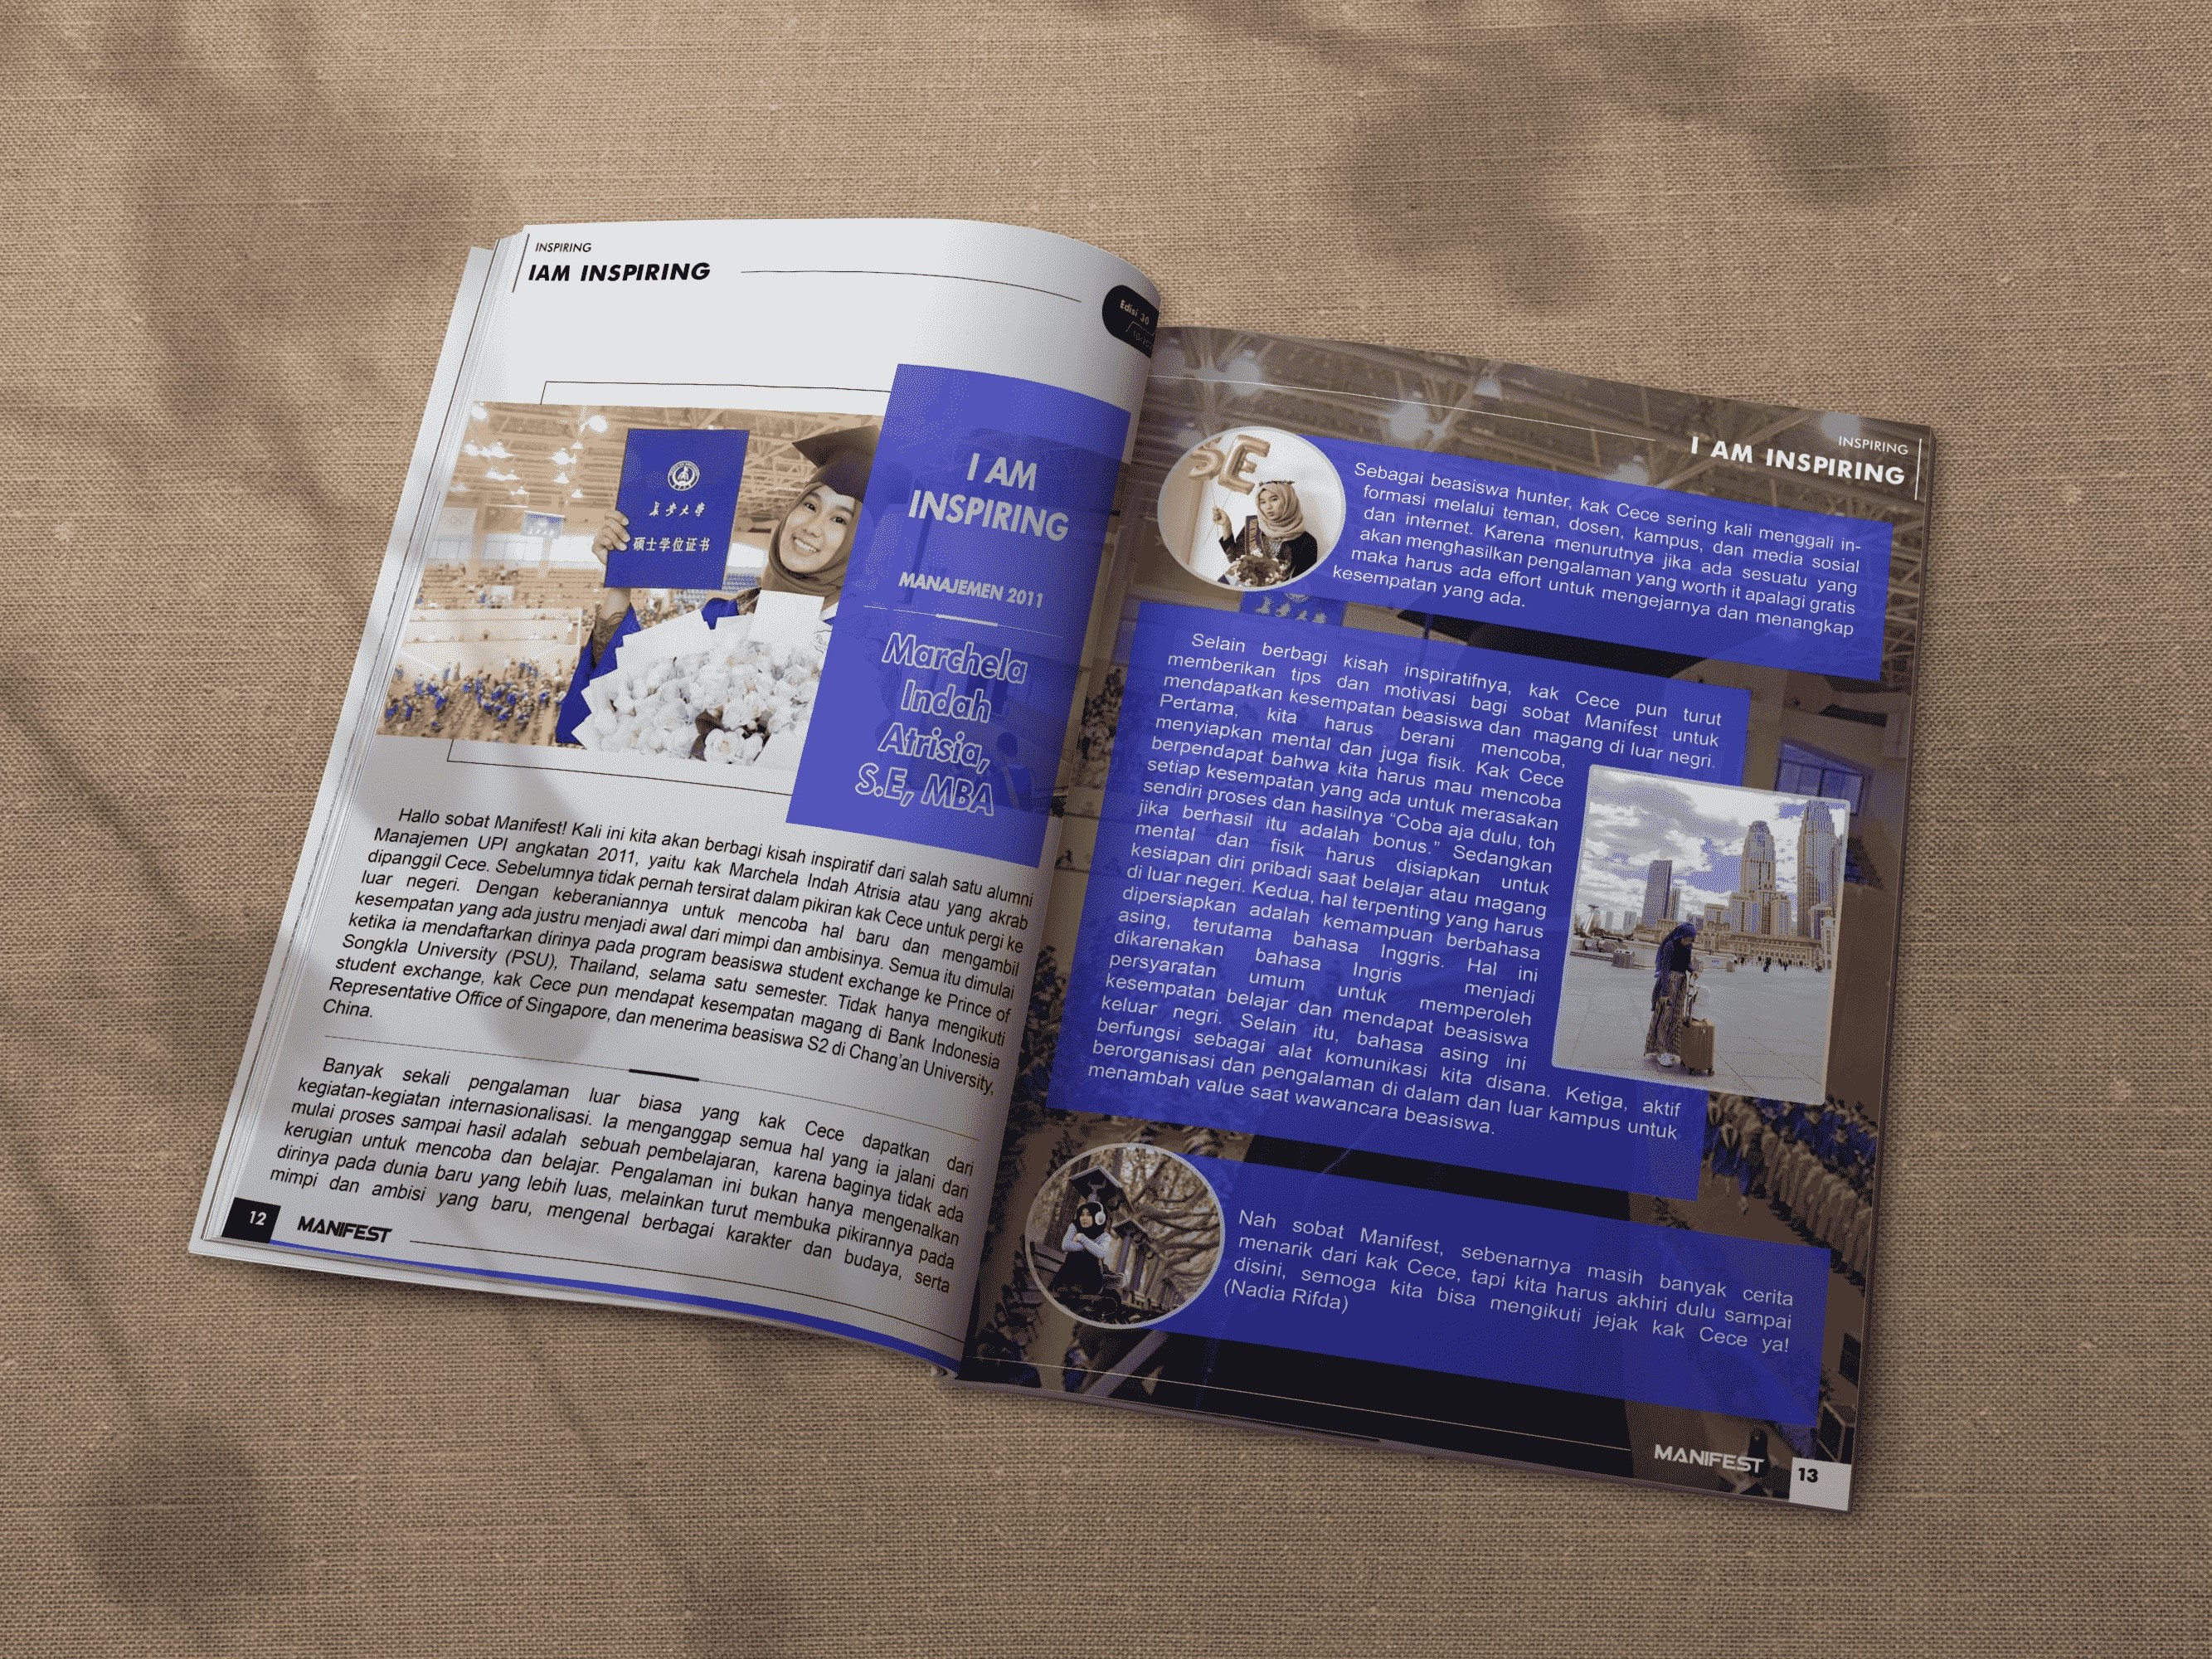 INSPIRING
IAM INSPIRING
Edisi 30
長安大学
硕士学位证书
I AM
INSPIRING
MANAJEMEN 2011
Marchela
Indah
Atrisia,
S.E, MBA
Hallo sobat Manifest! Kali ini kita akan berbagi kisah inspiratif dari salah satu alumni
Manajemen UPI angkatan 2011, yaitu kak Marchela Indah Atrisia atau yang akrab
dipanggil Cece. Sebelumnya tidak pernah tersirat dalam pikiran kak Cece untuk pergi ke
luar negeri. Dengan keberaniannya untuk mencoba hal baru dan mengambil
kesempatan yang ada justru menjadi awal dari mimpi dan ambisinya. Semua itu dimulai
ketika ia mendaftarkan dirinya pada program beasiswa student exchange ke Prince of
Songkla University (PSU), Thailand, selama satu semester. Tidak hanya mengikuti
student exchange, kak Cece pun mendapat kesempatan magang di Bank Indonesia
Representative Office of Singapore, dan menerima beasiswa S2 di Chang'an University,
China.
Banyak sekali pengalaman luar biasa yang kak Cece dapatkan dari
kegiatan-kegiatan internasionalisasi. Ia menganggap semua hal yang ia jalani dari
mulai proses sampai hasil adalah sebuah pembelajaran, karena baginya tidak ada
kerugian untuk mencoba dan belajar. Pengalaman ini bukan hanya mengenalkan
dirinya pada dunia baru yang lebih luas, melainkan turut membuka pikirannya pada
mimpi dan ambisi yang baru, mengenal berbagai karakter dan budaya, serta
12
MANIFEST
INSPIRING
I AM INSPIRING
SE
Sebagai beasiswa hunter, kak Cece sering kali menggali in-
formasi melalui teman, dosen, kampus, dan media sosial
dan internet. Karena menurutnya jika ada sesuatu yang
akan menghasilkan pengalaman yang worth it apalagi gratis
maka harus ada effort untuk mengejarnya dan menangkap
kesempatan yang ada.
Selain berbagi kisah inspiratifnya, kak Cece pun turut
memberikan tips dan motivasi bagi sobat Manifest untuk
mendapatkan kesempatan beasiswa dan magang di luar negri.
Pertama, kita harus berani mencoba,
menyiapkan mental dan juga fisik. Kak Cece
berpendapat bahwa kita harus mau mencoba
setiap kesempatan yang ada untuk merasakan
sendiri proses dan hasilnya “Coba aja dulu, toh
jika berhasil itu adalah bonus.” Sedangkan
mental dan fisik harus disiapkan untuk
kesiapan diri pribadi saat belajar atau magang
di luar negeri. Kedua, hal terpenting yang harus
dipersiapkan adalah kemampuan berbahasa
asing, terutama bahasa Inggris. Hal ini
dikarenakan bahasa Ingris menjadi
persyaratan umum untuk memperoleh
kesempatan belajar dan mendapat beasiswa
keluar negri. Selain itu, bahasa asing ini
berfungsi sebagai alat komunikasi kita disana. Ketiga, aktif
berorganisasi dan pengalaman di dalam dan luar kampus untuk
menambah value saat wawancara beasiswa.
Nah sobat Manifest, sebenarnya masih banyak cerita
menarik dari kak Cece, tapi kita harus akhiri dulu sampai
disini, semoga kita bisa mengikuti jejak kak Cece ya!
(Nadia Rifda)
MANIFEST
13